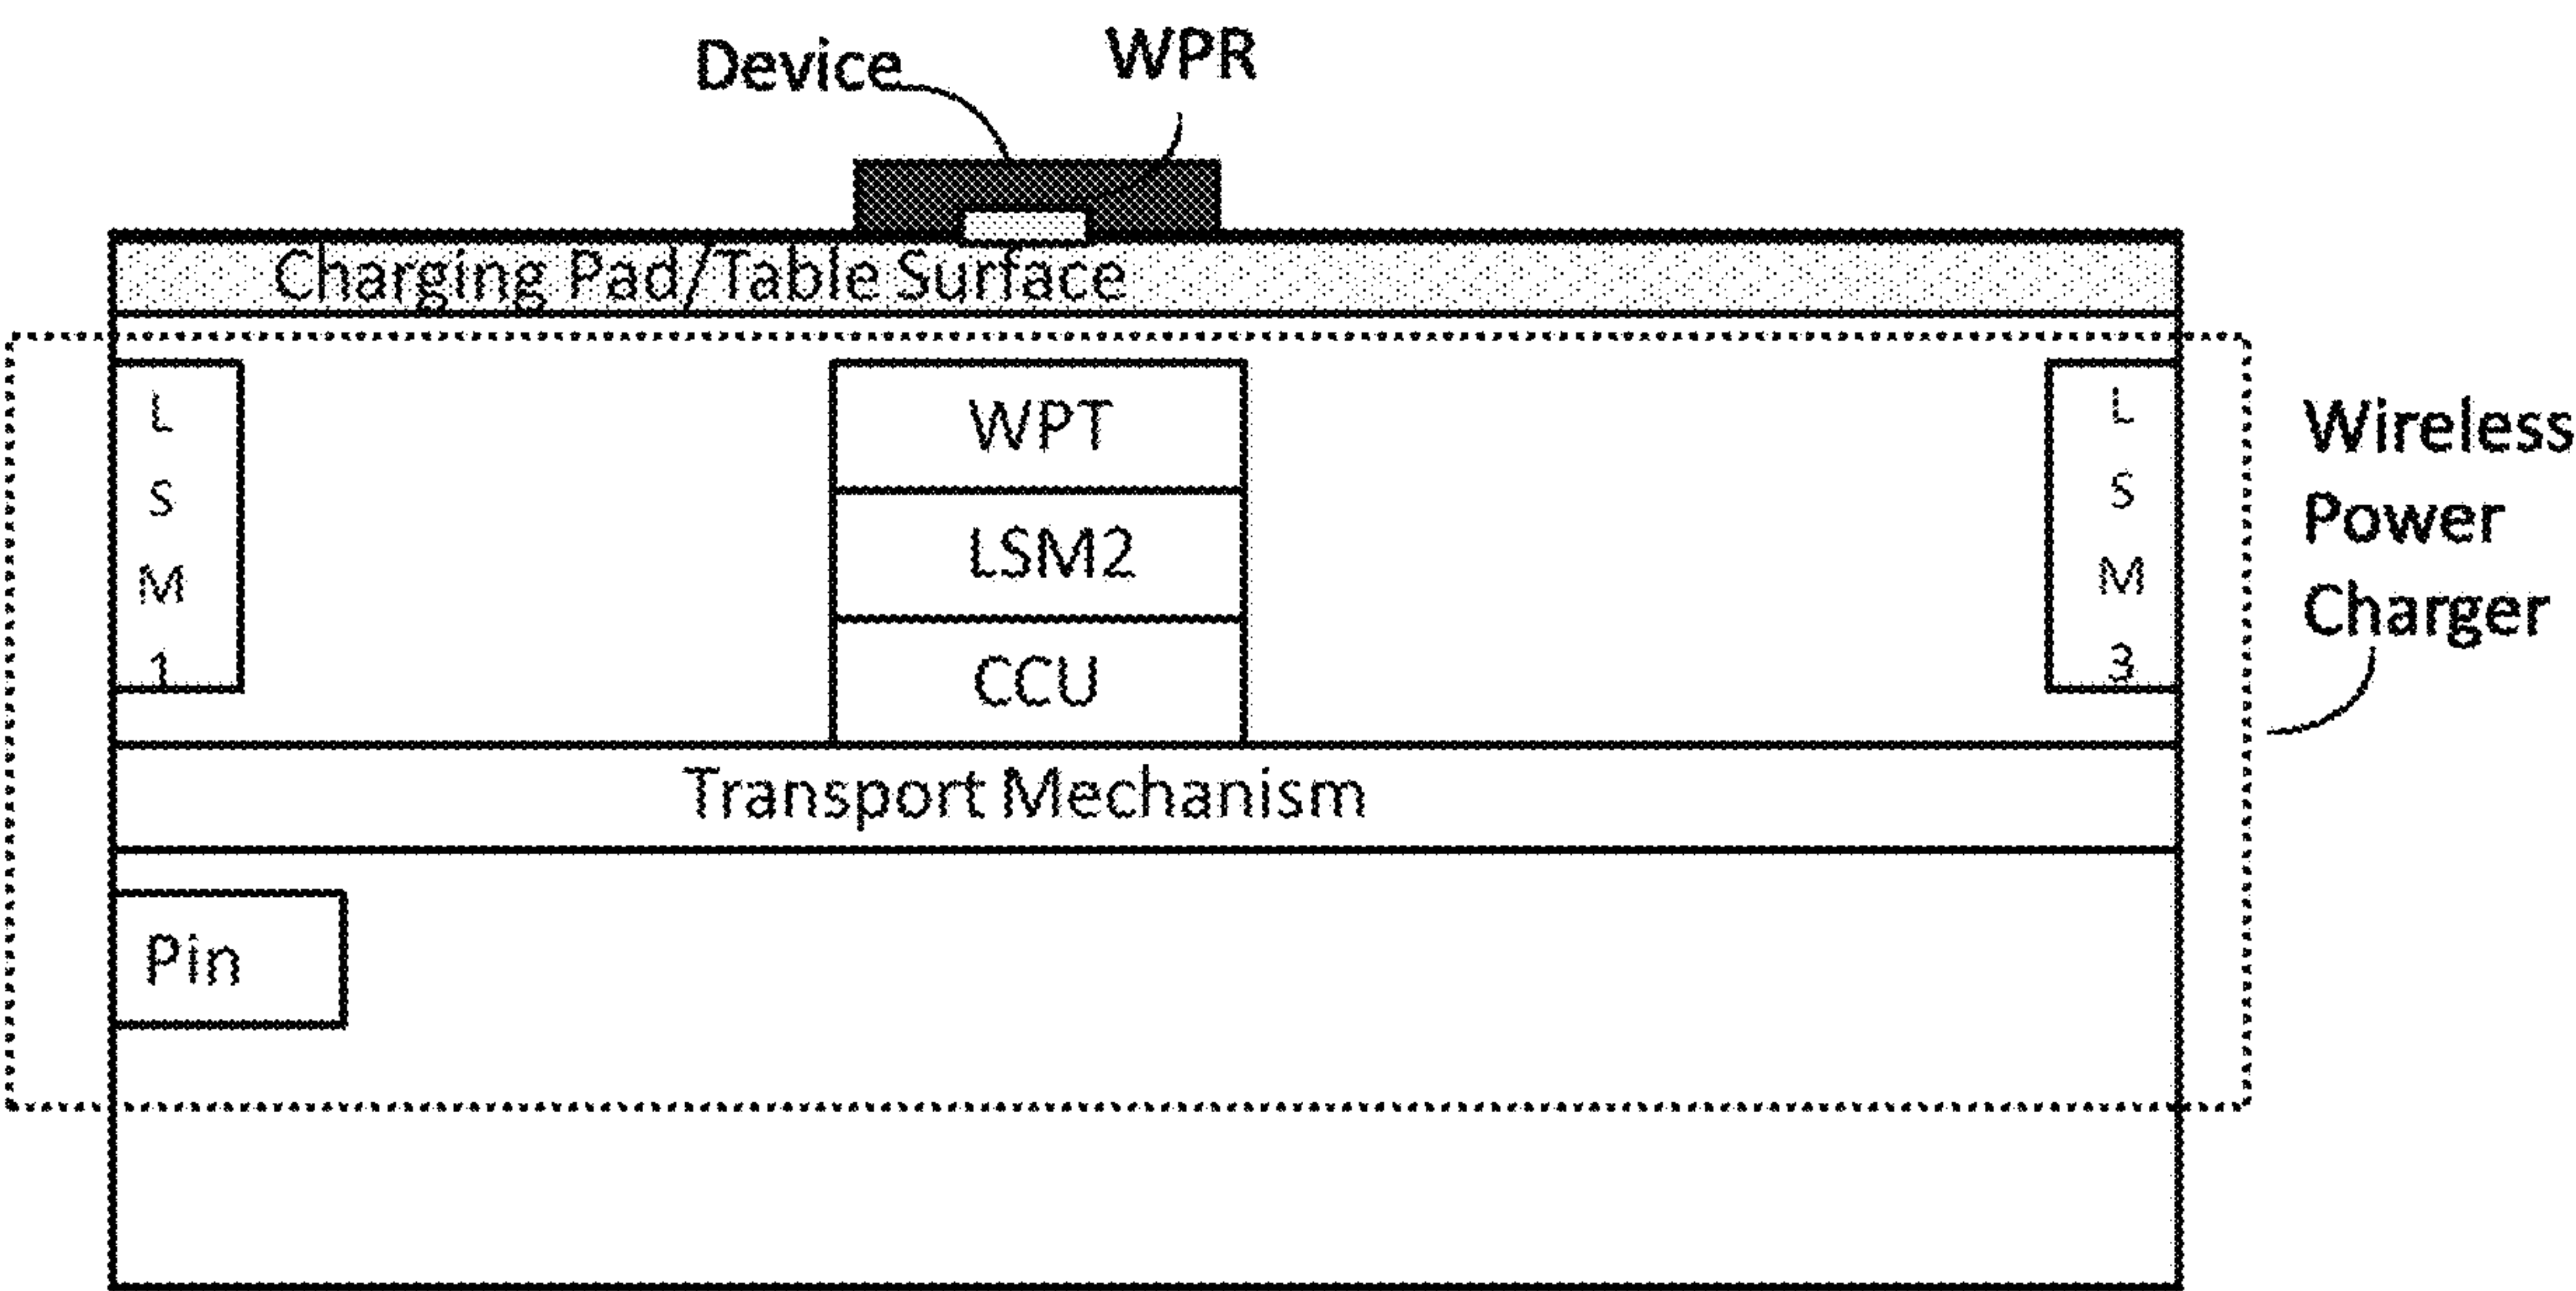 Device
WPR
Charging Pad/Table Surface
L
S
M
1
WPT
LSM2
CCU
L
S
M
3
Wireless
Power
Charger
Transport Mechanism
Pin